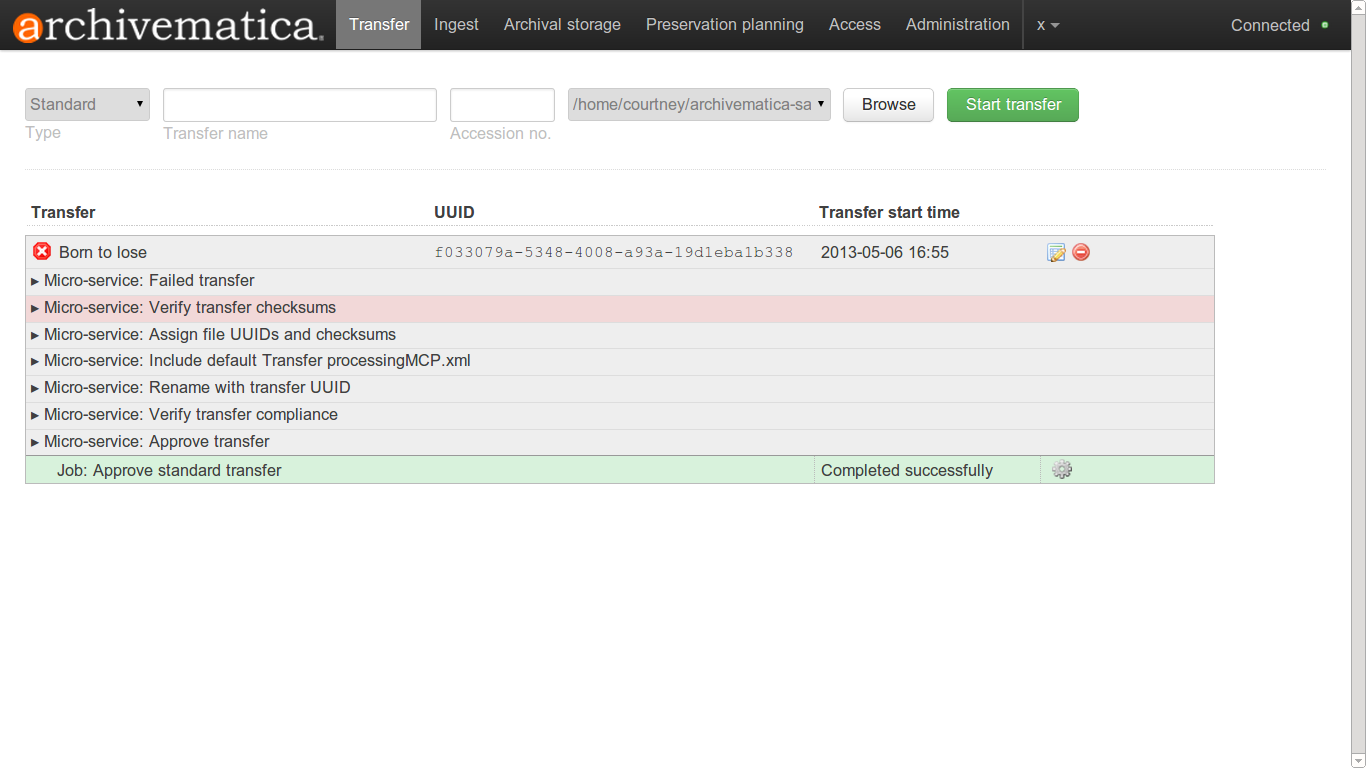 archivematica Transfer Ingest Archival storage Preservation planning Access Administration x Connected
Standard /home/courtney/archivematica-sa Browse Start transfer
Type Transfer name Accession no.
Transfer UUID Transfer start time
Born to lose f033079a-5348-4008-a93a-19d1eba1b338 2013-05-06 16:55
Micro-service: Failed transfer
Micro-service: Verify transfer checksums
Micro-service: Assign file UUIDs and checksums
Micro-service: Include default Transfer processingMCP.xml
Micro-service: Rename with transfer UUID
Micro-service: Verify transfer compliance
Micro-service: Approve transfer
Job: Approve standard transfer Completed successfully